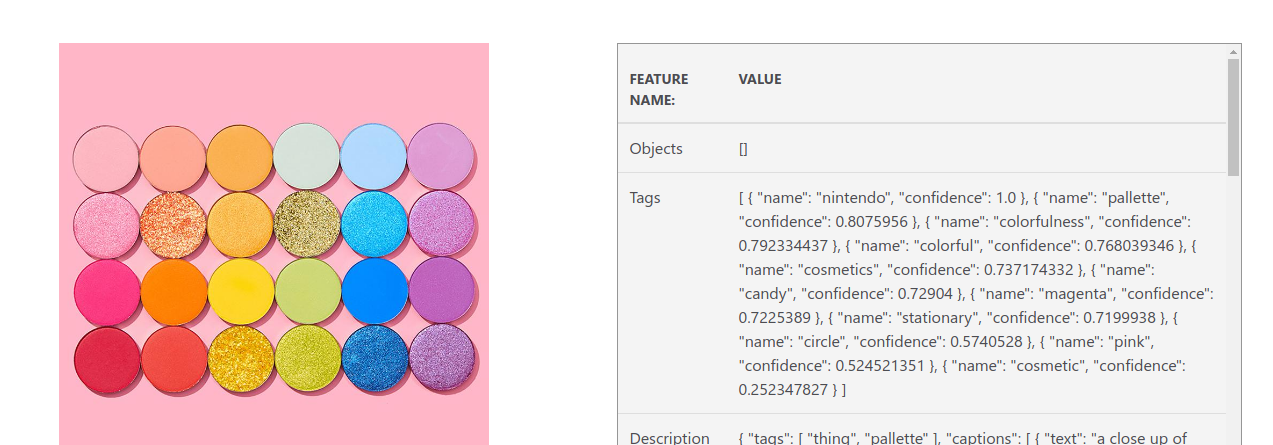 FEATURE NAME: VALUE
Objects []
Tags [ { "name": "nintendo", "confidence": 1.0 }, { "name": "pallette",
"confidence": 0.8075956 }, { "name": "colorfulness", "confidence":
0.792334437 }, { "name": "colorful", "confidence": 0.768039346 }, {
"name": "cosmetics", "confidence": 0.737174332 }, { "name":
"candy", "confidence": 0.72904 }, { "name": "magenta", "confidence":
0.7225389 }, { "name": "stationary", "confidence": 0.7199938 }, {
"name": "circle", "confidence": 0.5740528 }, { "name": "pink",
"confidence": 0.524521351 }, { "name": "cosmetic", "confidence":
0.252347827 } ]
Description { "tags": [ "thing", "pallette" ], "captions": [ { "text": "a close up of